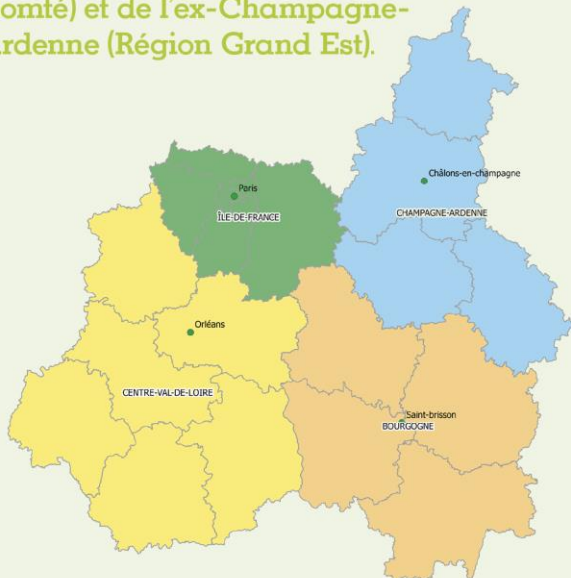 omté) et de l'ex-Champagne-
rdenne (Région Grand Est).
Châlons-en-champagne
Paris
CHAMPAGNE-ARDENNE
ÎLE-DE-FRANCE
Orléans
CENTRE-VAL-DE-LOIRE
Saint-brisson
BOURGOGNE